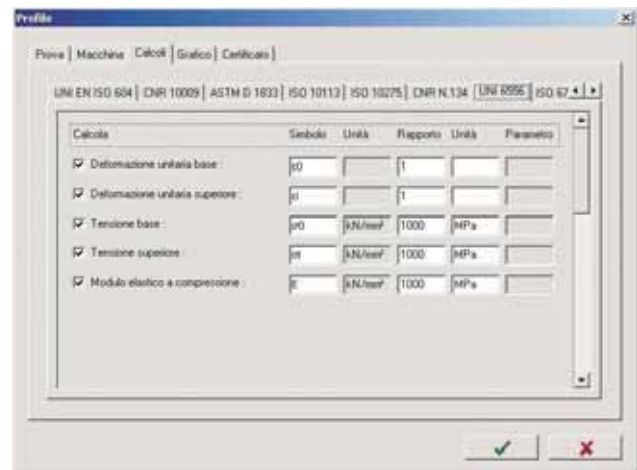 Profilo
Prova Macchina Calcoli Grafico Certificato
UNI EN ISO 604 CNR 10009 ASTM D 1833 ISO 10113 ISO 10275 CNR N.134 UNI 6556 ISO 67
Calcola Simbolo Unità Rapporto Unità Parametro
Deformazione unitaria base : ε0 1
Deformazione unitaria superiore : 1
Tensione base : σ0 kN/mm² 1000 MPa
Tensione superiore : kN/mm² 1000 MPa
Modulo elastico a compressione : E kN/mm² 1000 MPa